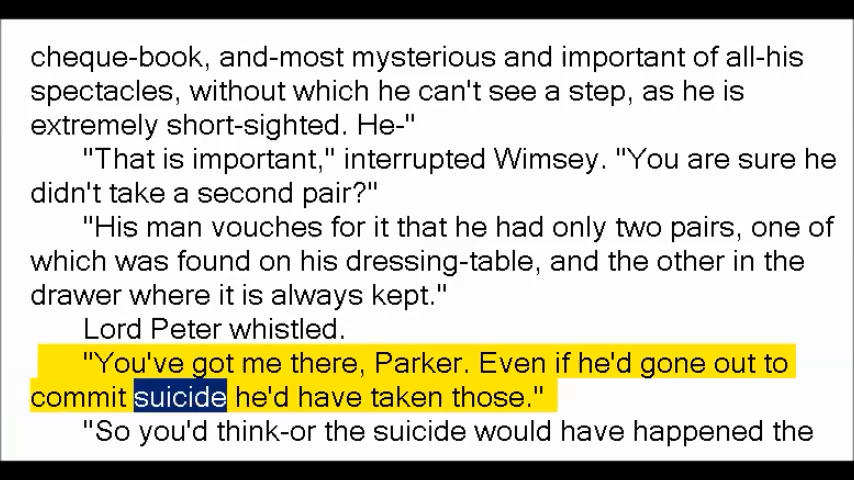 cheque-book, and-most mysterious and important of all-his
spectacles, without which he can't see a step, as he is
extremely short-sighted. He-"
"That is important," interrupted Wimsey. "You are sure he
didn't take a second pair?"
"His man vouches for it that he had only two pairs, one of
which was found on his dressing-table, and the other in the
drawer where it is always kept."
Lord Peter whistled.
"You've got me there, Parker. Even if he'd gone out to
commit suicide he'd have taken those."
"So you'd think-or the suicide would have happened the